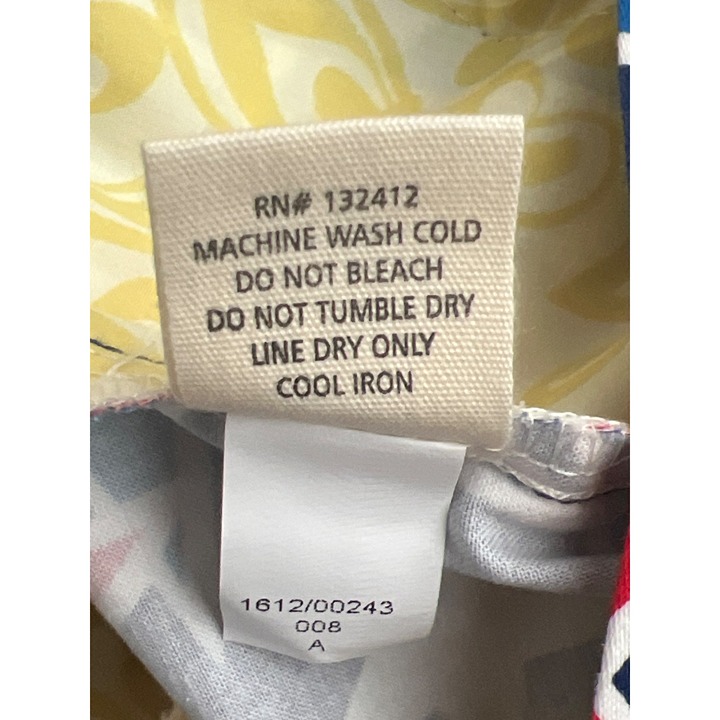 RN# 132412
MACHINE WASH COLD
DO NOT BLEACH
DO NOT TUMBLE DRY
LINE DRY ONLY
COOL IRON
1612/00243
008
A